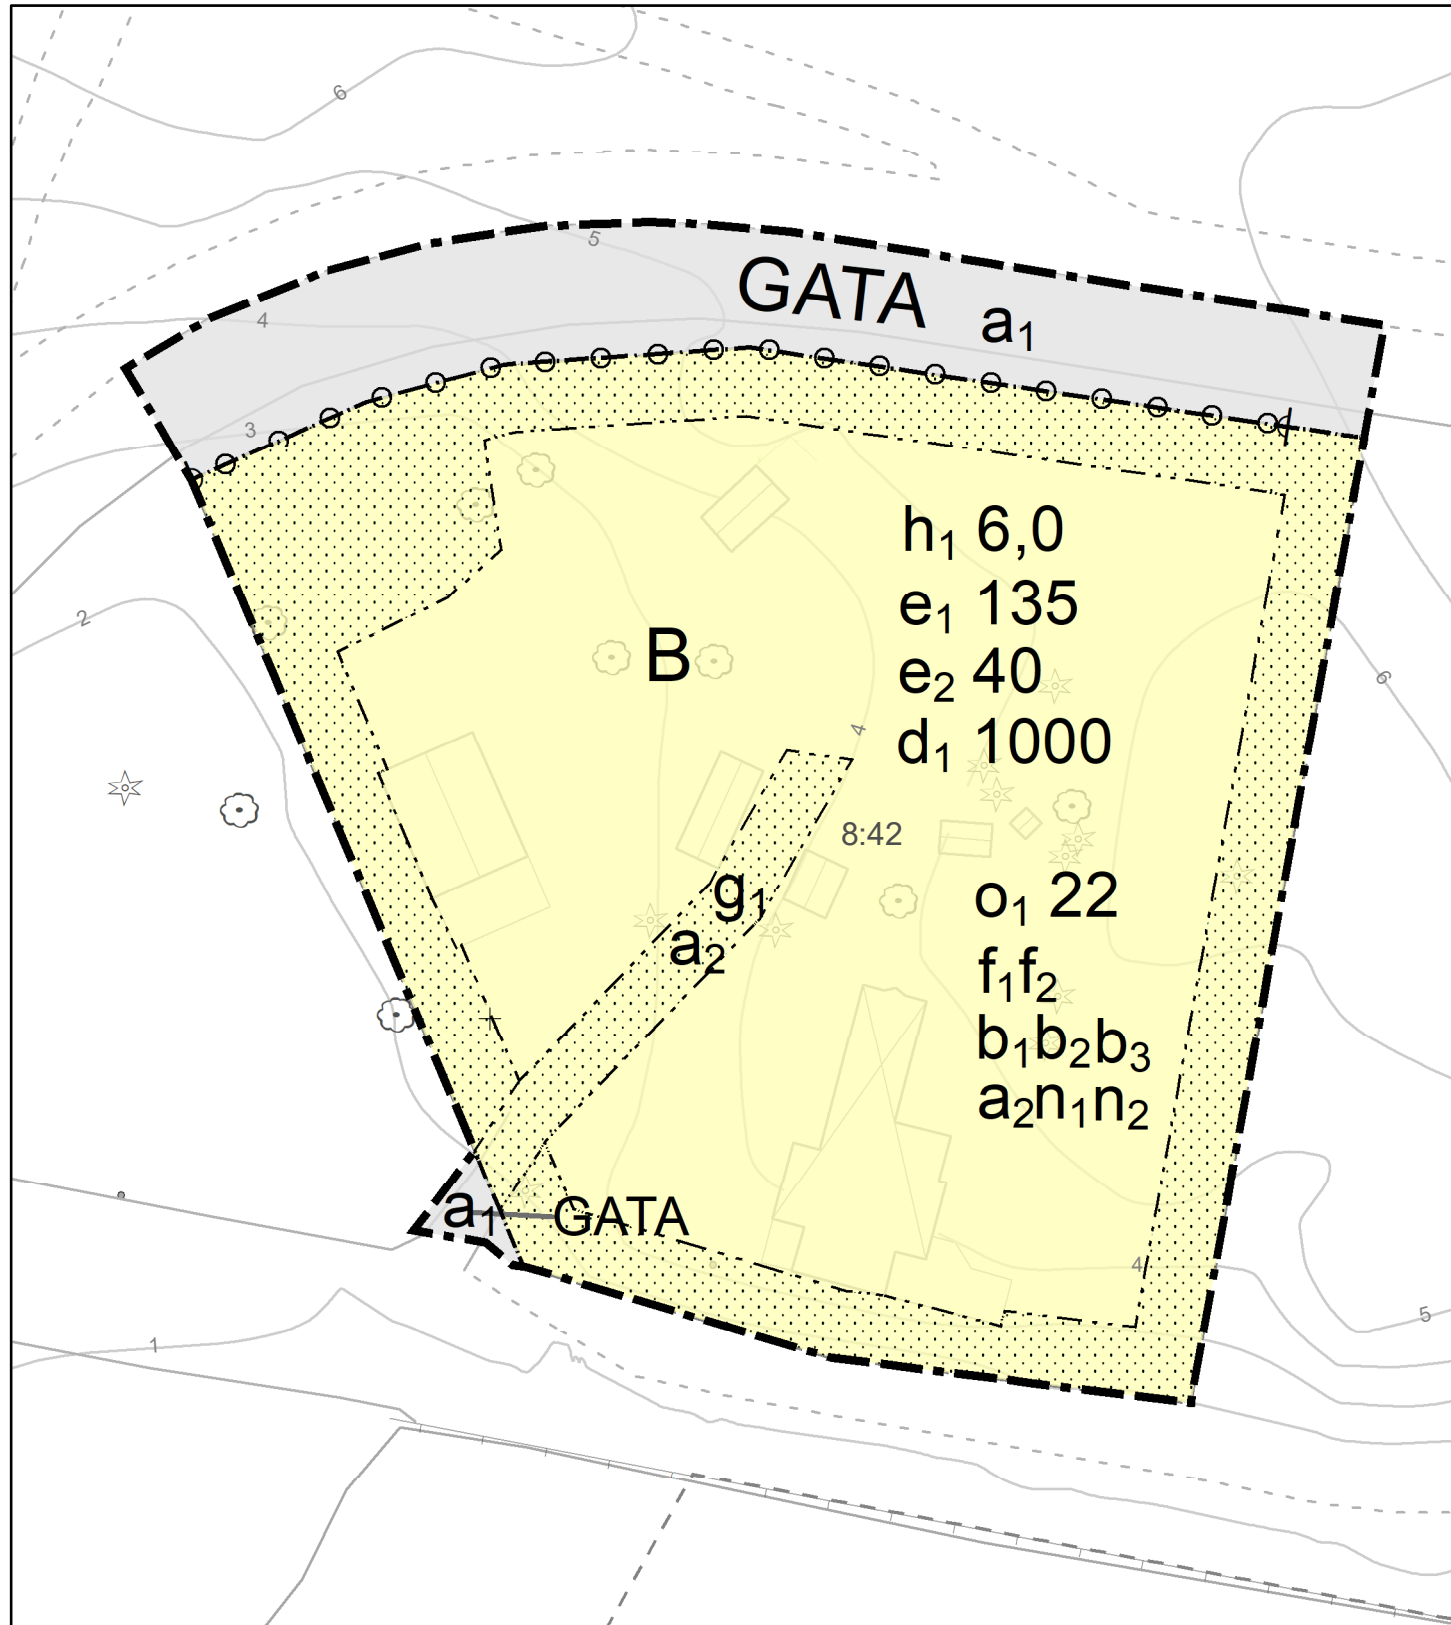 6
5
GATA a₁
4
3
h₁ 6,0
e₁ 135
2
B
e₂ 40
6
4
d₁ 1000
8:42
g₁
o₁ 22
a₂
f₁f₂
b₁b₂b₃
a₂n₁n₂
a₁ GATA
4
5
1